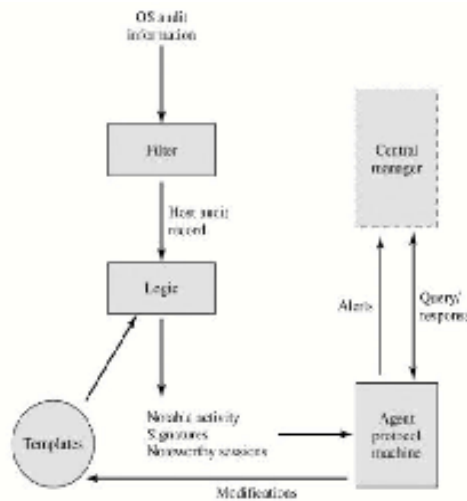 OS audit
information
Filter
Central
manager
Host audit
record
Logic
Alerts
Query/
response
Notable activity
Signatures
Noteworthy sessions
Templates
Agent
protocol
machine
Modifications